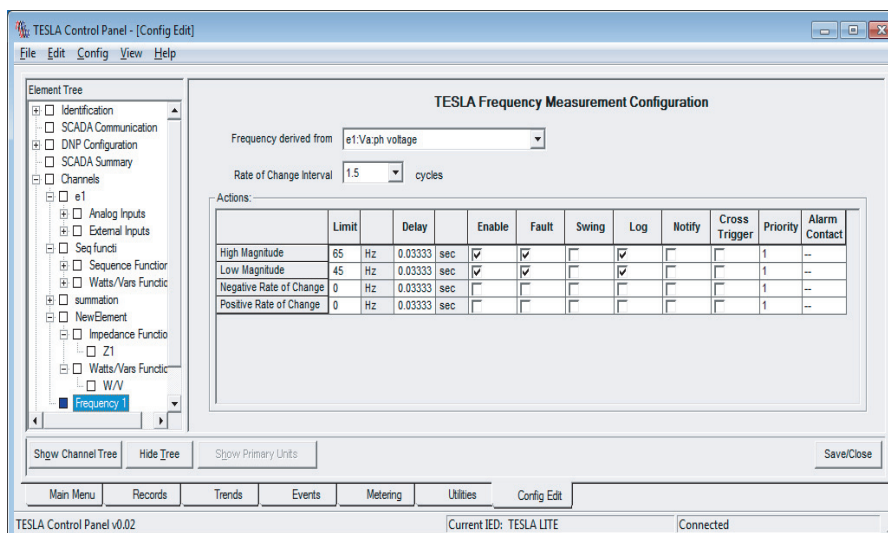 TESLA Control Panel - [Config Edit]
File Edit Config View Help
Element Tree
Identification
SCADA Communication
DNP Configuration
SCADA Summary
Channels
e1
Analog Inputs
External Inputs
Seq functi
Sequence Function
Watts/Vars Functic
summation
NewElement
Impedance Functio
Z1
Watts/Vars Functic
W/V
Frequency 1
TESLA Frequency Measurement Configuration
Frequency derived from e1:Va:ph voltage
Rate of Change Interval 1.5 cycles
Actions:
Limit Delay Enable Fault Swing Log Notify Cross Trigger Priority Alarm Contact
High Magnitude 65 Hz 0.03333 sec 1 --
Low Magnitude 45 Hz 0.03333 sec 1 --
Negative Rate of Change 0 Hz 0.03333 sec 1 --
Positive Rate of Change 0 Hz 0.03333 sec 1 --
Show Channel Tree Hide Tree Show Primary Units Save/Close
Main Menu Records Trends Events Metering Utilities Config Edit
TESLA Control Panel v0.02 Current IED: TESLA LITE Connected